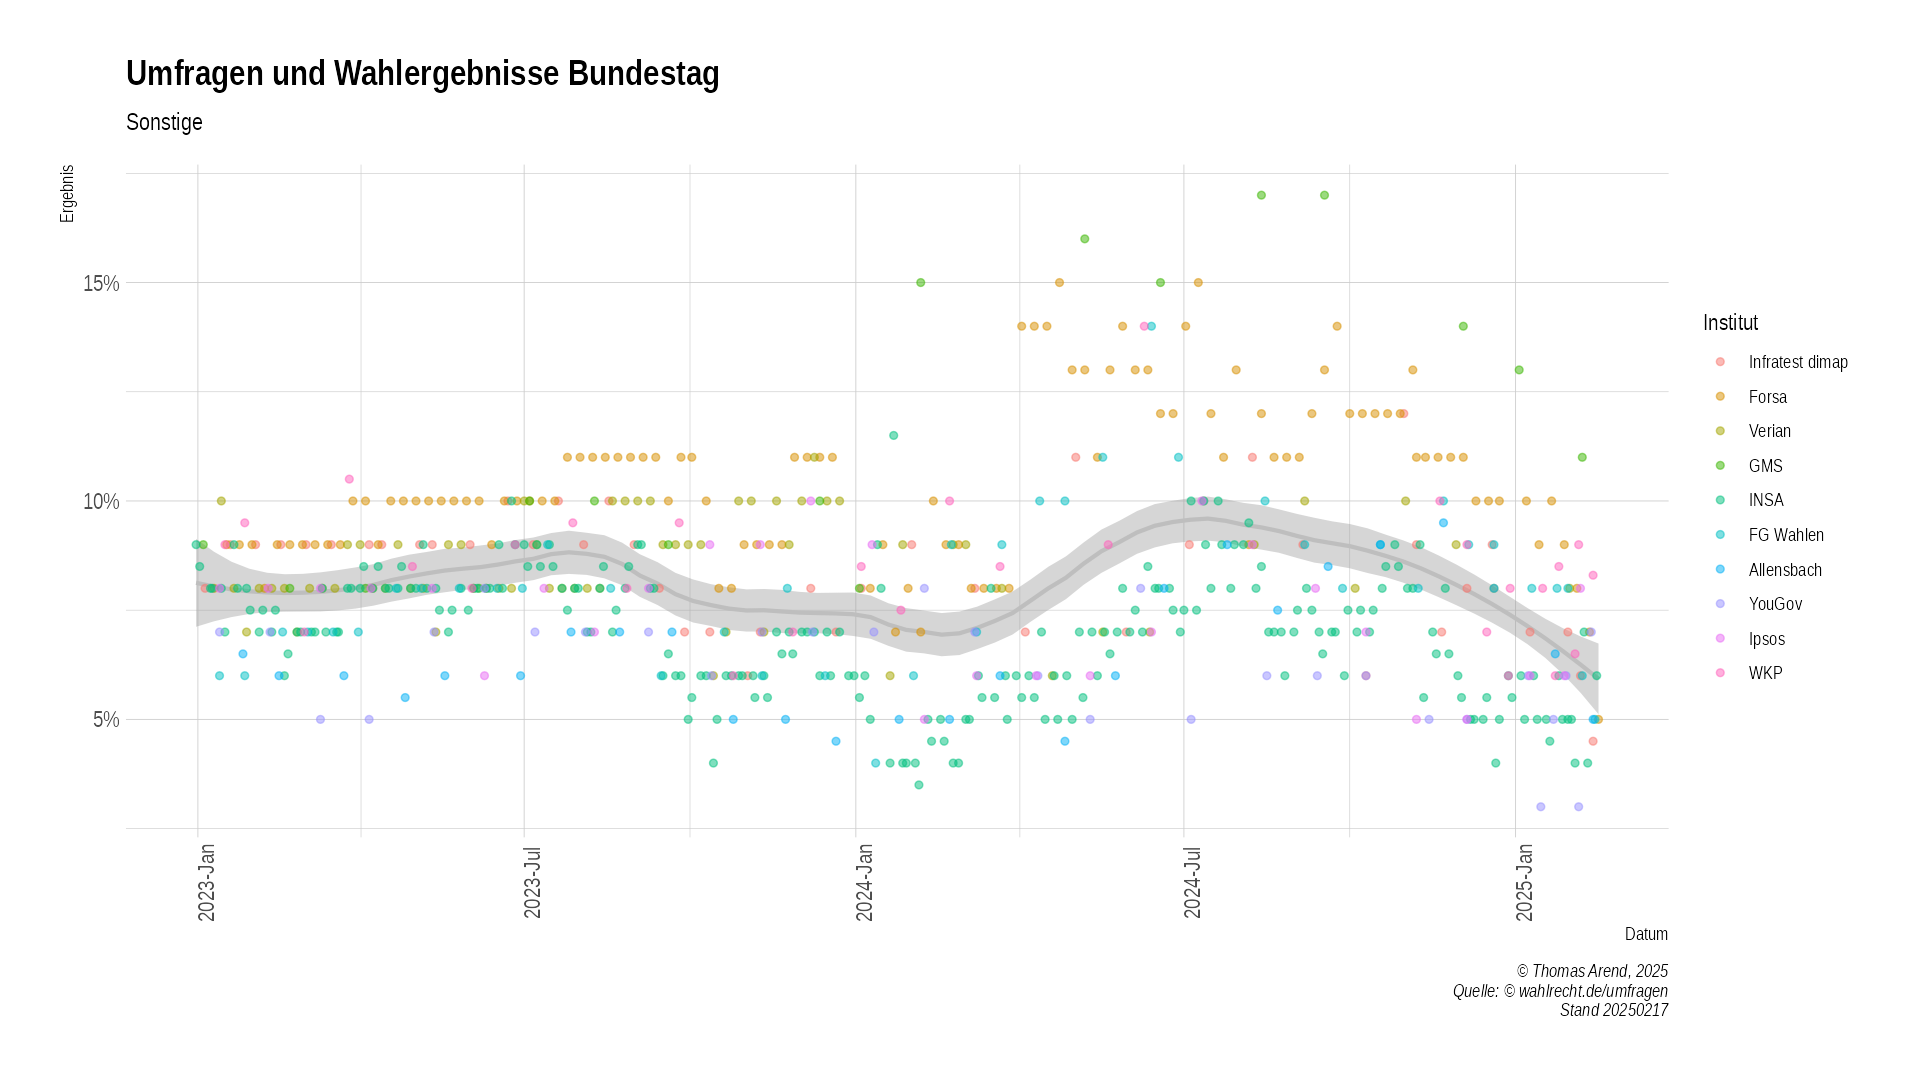 Umfragen und Wahlergebnisse Bundestag
Sonstige
Ergebnis
15%
10%
5%
2023-Jan
2023-Jul
2024-Jan
2024-Jul
2025-Jan
Datum
Institut
Infratest dimap
Forsa
Verian
GMS
INSA
FG Wahlen
Allensbach
YouGov
Ipsos
WKP
© Thomas Arend, 2025
Quelle: © wahlrecht.de/umfragen
Stand 20250217